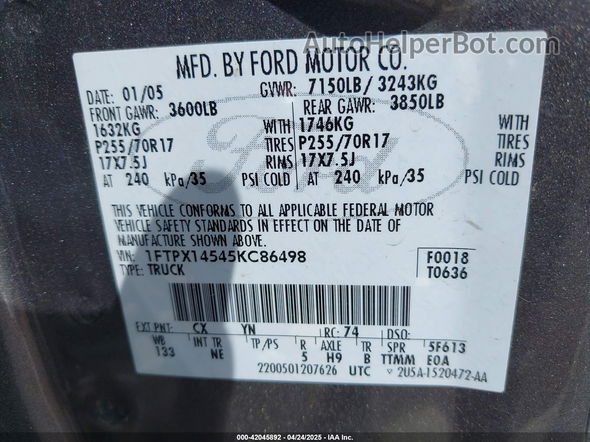 AutoHelperBot.com
MFD. BY FORD MOTOR CO.
DATE: 01/05 GVWR: 7150LB/ 3243KG
FRONT GAWR: 3600LB REAR GAWR: 3850LB
1632KG WITH 1746KG WITH
P255/70R17 TIRES P255/70R17 TIRES
17X7.5J RIMS 17X7.5J RIMS
AT 240 kPa/35 PSI COLD AT 240 kPa/35 PSI COLD
THIS VEHICLE CONFORMS TO ALL APPLICABLE FEDERAL MOTOR
VEHICLE SAFETY STANDARDS IN EFFECT ON THE DATE OF
MANUFACTURE SHOWN ABOVE.
VIN: 1FTPX14545KC86498 F0018
TYPE: TRUCK T0636
EXT PNT: CX YN RC: 74 DSO:
WB INT TR TP/PS R AXLE TR SPR 5F613
133 NE 5 H9 B TTMM E0A
2200501207626 UTC 2U5A-1520472-AA
Ford
000-42045892 - 04/24/2025 - IAA Inc.